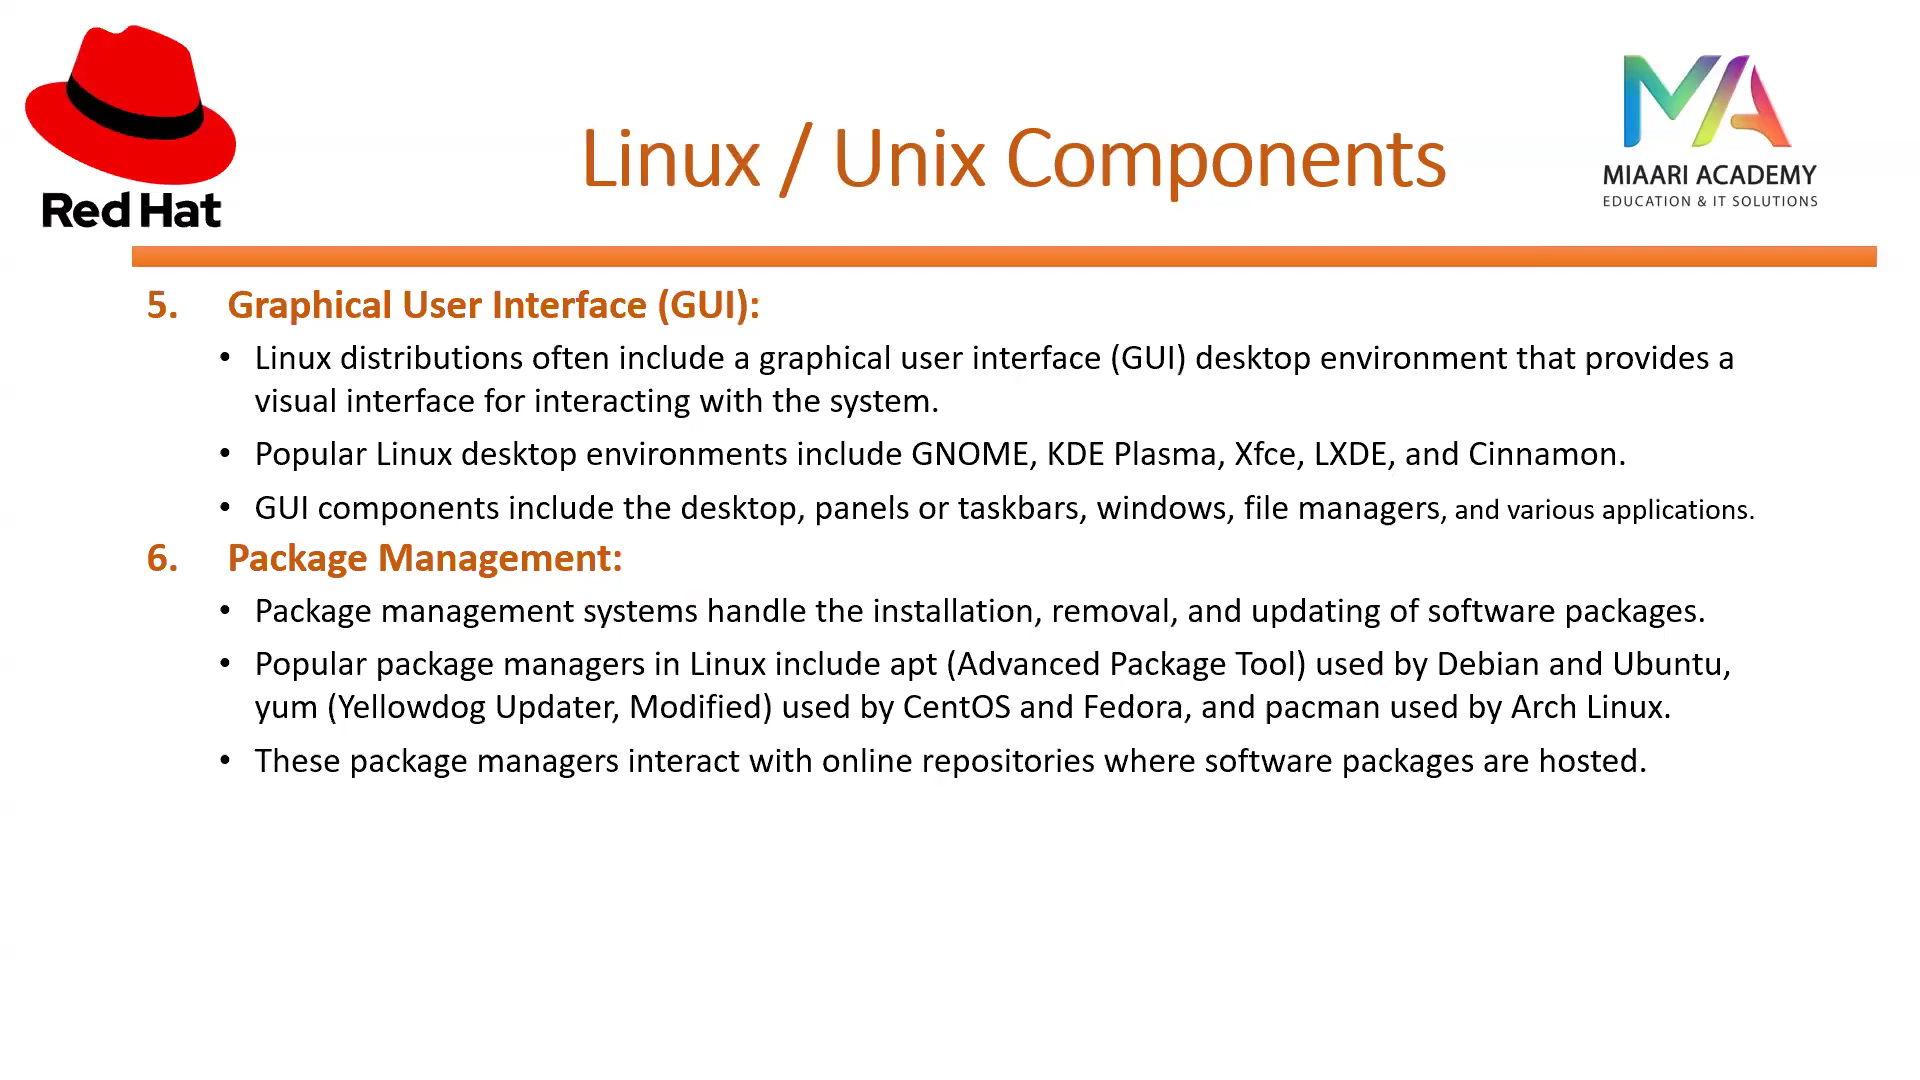 Red Hat
Linux / Unix Components
MIAARI ACADEMY
EDUCATION & IT SOLUTIONS
5. Graphical User Interface (GUI):
• Linux distributions often include a graphical user interface (GUI) desktop environment that provides a
visual interface for interacting with the system.
• Popular Linux desktop environments include GNOME, KDE Plasma, Xfce, LXDE, and Cinnamon.
• GUI components include the desktop, panels or taskbars, windows, file managers, and various applications.
6. Package Management:
• Package management systems handle the installation, removal, and updating of software packages.
• Popular package managers in Linux include apt (Advanced Package Tool) used by Debian and Ubuntu,
yum (Yellowdog Updater, Modified) used by CentOS and Fedora, and pacman used by Arch Linux.
• These package managers interact with online repositories where software packages are hosted.